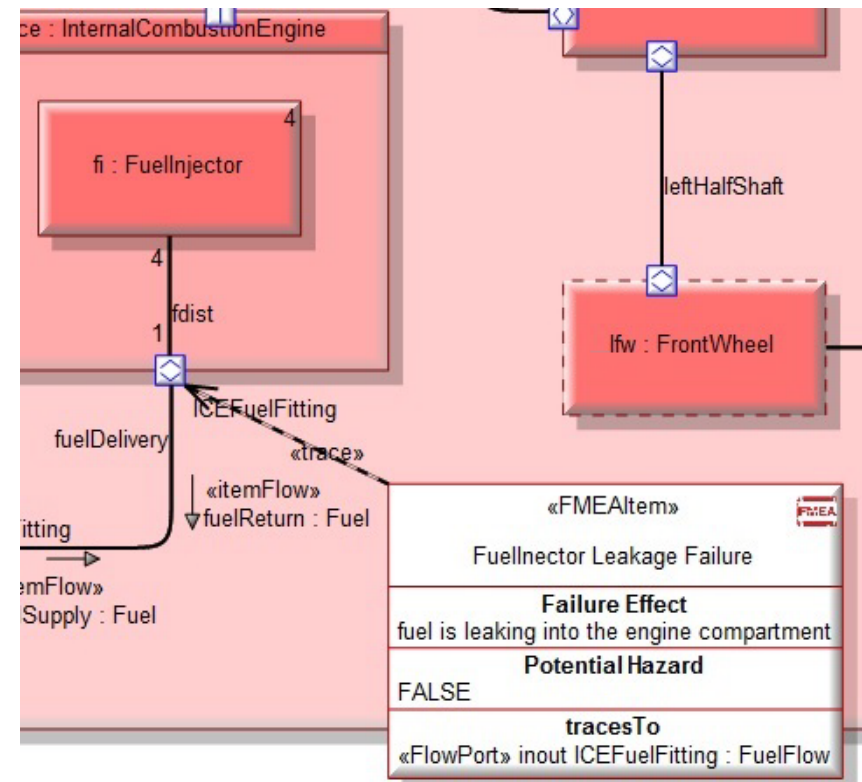 ce : InternalCombustionEngine
4
fi : FuelInjector
4
fdist
1
leftHalfShaft
lfw : FrontWheel
ICEFuelFitting
fuelDelivery
«trace»
«itemFlow»
fuelReturn : Fuel
itting
emFlow»
Supply : Fuel
«FMEAItem»
FMEA
FuelInector Leakage Failure
Failure Effect
fuel is leaking into the engine compartment
Potential Hazard
FALSE
tracesTo
«FlowPort» inout ICEFuelFitting : FuelFlow